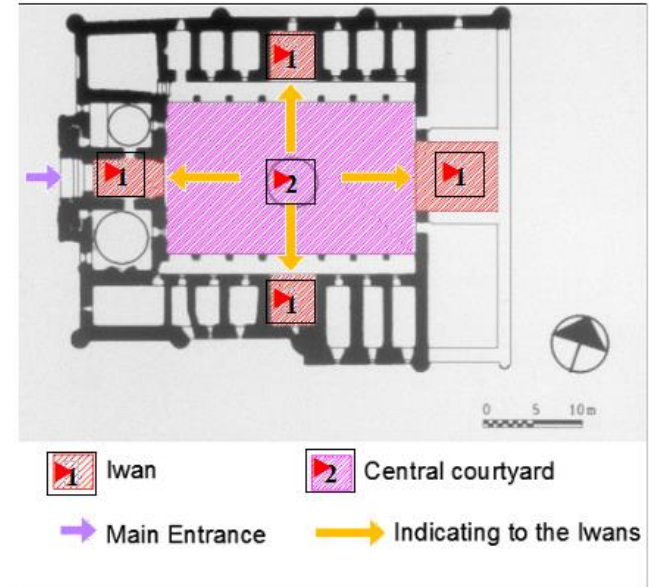 1
1
2
1
1
0 5 10m
1 Iwan
2 Central courtyard
Main Entrance
Indicating to the Iwans